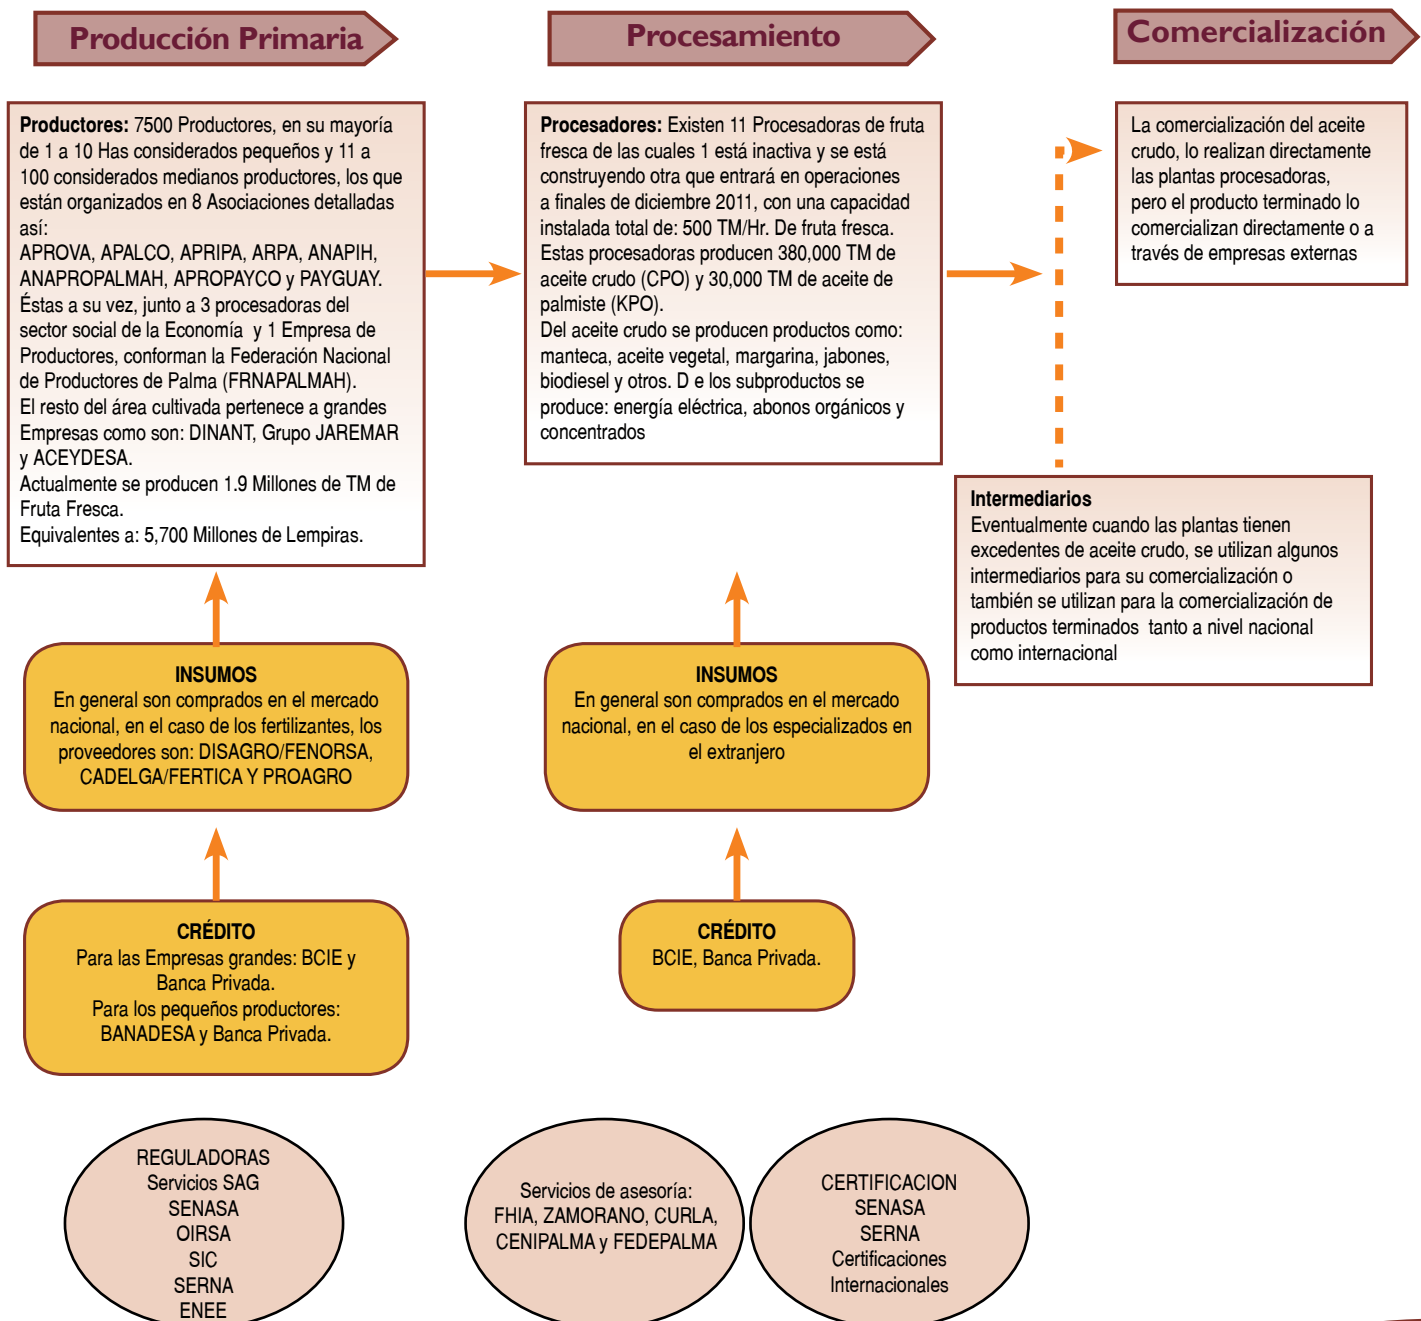 Producción Primaria
Procesamiento
Comercialización
Productores: 7500 Productores, en su mayoría
de 1 a 10 Has considerados pequeños y 11 a
100 considerados medianos productores, los que
están organizados en 8 Asociaciones detalladas
así:
APROVA, APALCO, APRIPA, ARPA, ANAPIH,
ANAPROPALMAH, APROPAYCO y PAYGUAY.
Éstas a su vez, junto a 3 procesadoras del
sector social de la Economía y 1 Empresa de
Productores, conforman la Federación Nacional
de Productores de Palma (FRNAPALMAH).
El resto del área cultivada pertenece a grandes
Empresas como son: DINANT, Grupo JAREMAR
y ACEYDESA.
Actualmente se producen 1.9 Millones de TM de
Fruta Fresca.
Equivalentes a: 5,700 Millones de Lempiras.
Procesadores: Existen 11 Procesadoras de fruta
fresca de las cuales 1 está inactiva y se está
construyendo otra que entrará en operaciones
a finales de diciembre 2011, con una capacidad
instalada total de: 500 TM/Hr. De fruta fresca.
Estas procesadoras producen 380,000 TM de
aceite crudo (CPO) y 30,000 TM de aceite de
palmiste (KPO).
Del aceite crudo se producen productos como:
manteca, aceite vegetal, margarina, jabones,
biodiesel y otros. D e los subproductos se
produce: energía eléctrica, abonos orgánicos y
concentrados
La comercialización del aceite
crudo, lo realizan directamente
las plantas procesadoras,
pero el producto terminado lo
comercializan directamente o a
través de empresas externas
Intermediarios
Eventualmente cuando las plantas tienen
excedentes de aceite crudo, se utilizan algunos
intermediarios para su comercialización o
también se utilizan para la comercialización de
productos terminados tanto a nivel nacional
como internacional
INSUMOS
En general son comprados en el mercado
nacional, en el caso de los fertilizantes, los
proveedores son: DISAGRO/FENORSA,
CADELGA/FERTICA Y PROAGRO
INSUMOS
En general son comprados en el mercado
nacional, en el caso de los especializados en
el extranjero
CRÉDITO
Para las Empresas grandes: BCIE y
Banca Privada.
Para los pequeños productores:
BANADESA y Banca Privada.
CRÉDITO
BCIE, Banca Privada.
REGULADORAS
Servicios SAG
SENASA
OIRSA
SIC
SERNA
ENEE
Servicios de asesoría:
FHIA, ZAMORANO, CURLA,
CENIPALMA y FEDEPALMA
CERTIFICACION
SENASA
SERNA
Certificaciones
Internacionales